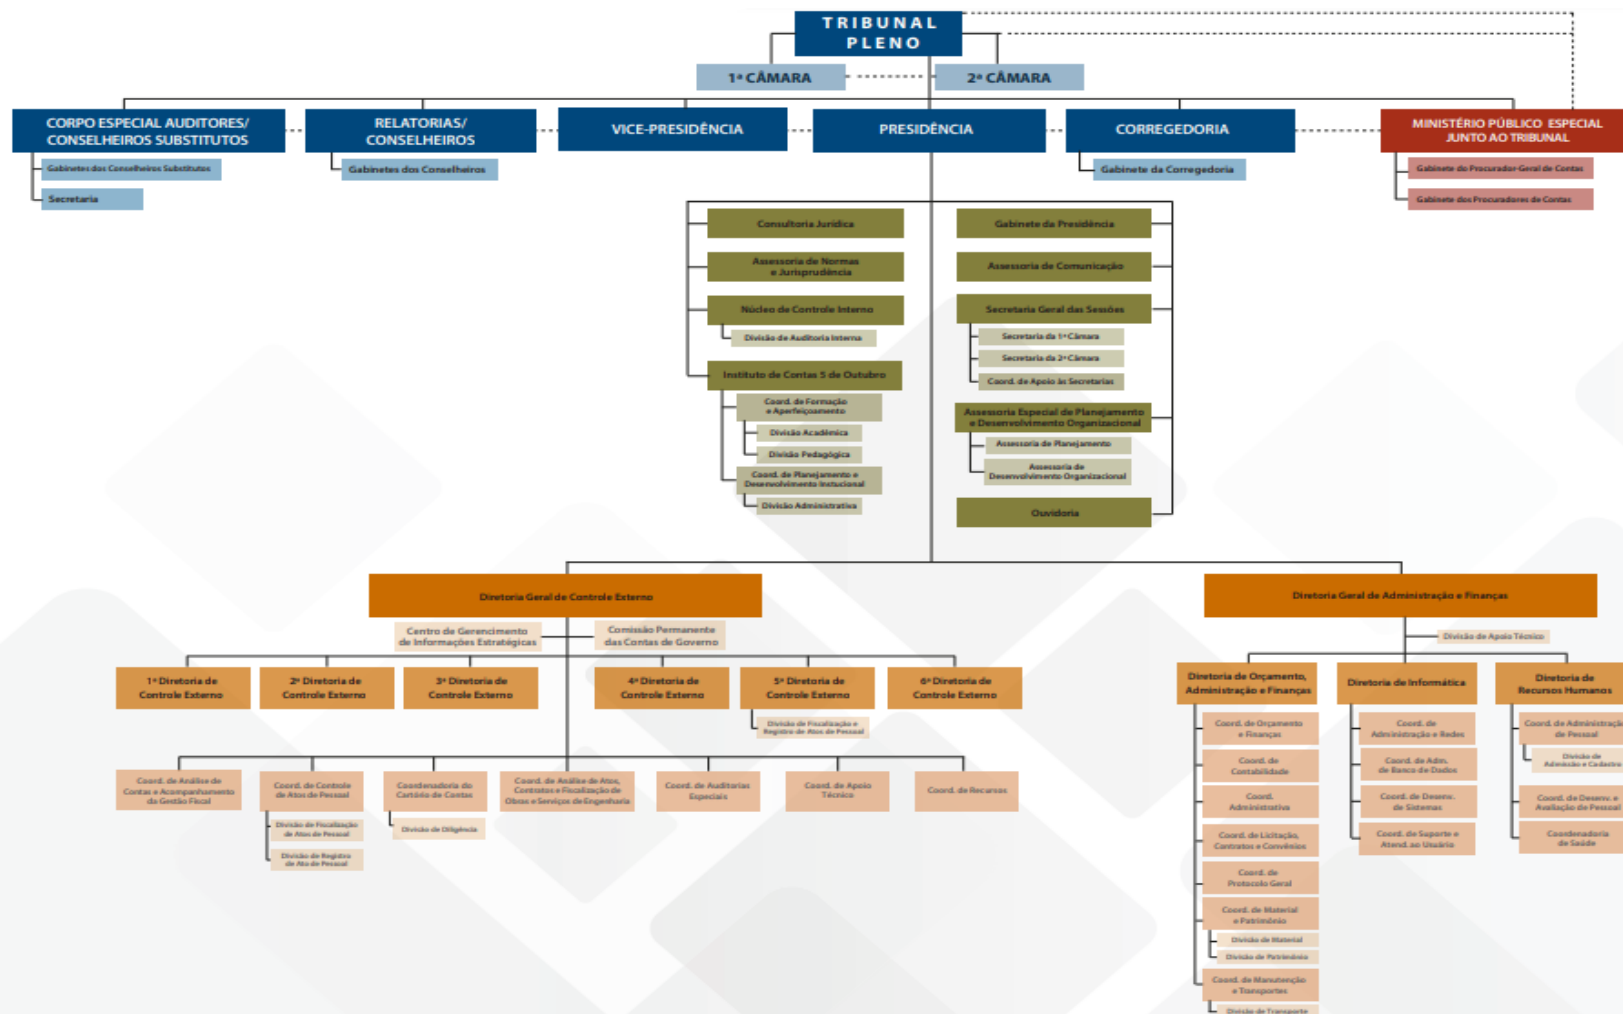 TRIBUNAL
PLENO
1ª CÂMARA
2ª CÂMARA
CORPO ESPECIAL AUDITORES/
CONSELHEIROS SUBSTITUTOS
Gabinetes dos Conselheiros Substitutos
Secretaria
RELATORIAS/
CONSELHEIROS
Gabinetes dos Conselheiros
VICE-PRESIDÊNCIA
PRESIDÊNCIA
CORREGEDORIA
Gabinete da Corregedoria
MINISTÉRIO PÚBLICO ESPECIAL
JUNTO AO TRIBUNAL
Gabinete do Procurador-Geral de Contas
Gabinete dos Procuradores de Contas
Consultoria Jurídica
Assessoria de Normas
e Jurisprudência
Núcleo de Controle Interno
Divisão de Auditoria Interna
Instituto de Contas 5 de Outubro
Coord. de Formação
e Aperfeiçoamento
Divisão Acadêmica
Divisão Pedagógica
Coord. de Planejamento e
Desenvolvimento Instucional
Divisão Administrativa
Gabinete da Presidência
Assessoria de Comunicação
Secretaria Geral das Sessões
Secretaria da 1ª Câmara
Secretaria da 2ª Câmara
Coord. de Apoio às Secretarias
Assessoria Especial de Planejamento
e Desenvolvimento Organizacional
Assessoria de Planejamento
Assessoria de
Desenvolvimento Organizacional
Ouvidoria
Diretoria Geral de Controle Externo
Centro de Gerencimento
de Informações Estratégicas
Comissão Permanente
das Contas de Governo
1ª Diretoria de
Controle Externo
2ª Diretoria de
Controle Externo
3ª Diretoria de
Controle Externo
4ª Diretoria de
Controle Externo
5ª Diretoria de
Controle Externo
Divisão de Fiscalização e
Registro de Atos de Pessoal
6ª Diretoria de
Controle Externo
Coord. de Análise de
Contas e Acompanhamento
da Gestão Fiscal
Coord. de Controle
de Atos de Pessoal
Divisão de Fiscalização
de Atos de Pessoal
Divisão de Registro
de Ato de Pessoal
Coordenadoria do
Cartório de Contas
Divisão de Diligência
Coord. de Análise de Atos,
Contratos e Fiscalização de
Obras e Serviços de Engenharia
Coord. de Auditorias
Especiais
Coord. de Apoio
Técnico
Coord. de Recursos
Diretoria Geral de Administração e Finanças
Divisão de Apoio Técnico
Diretoria de Orçamento,
Administração e Finanças
Coord. de Orçamento
e Finanças
Coord. de
Contabilidade
Coord.
Administrativa
Coord. de Licitação,
Contratos e Convênios
Coord. de
Protocolo Geral
Coord. de Material
e Patrimônio
Divisão de Material
Divisão de Patrimônio
Coord. de Manutenção
e Transportes
Divisão de Transporte
Diretoria de Informática
Coord. de
Administração e Redes
Coord. de Adm.
de Banco de Dados
Coord. de Desenv.
de Sistemas
Coord. de Suporte e
Atend. ao Usuário
Diretoria de
Recursos Humanos
Coord. de Administração
de Pessoal
Divisão de
Admissão e Cadastro
Coord. de Desenv. e
Avaliação de Pessoal
Coordenadoria
de Saúde